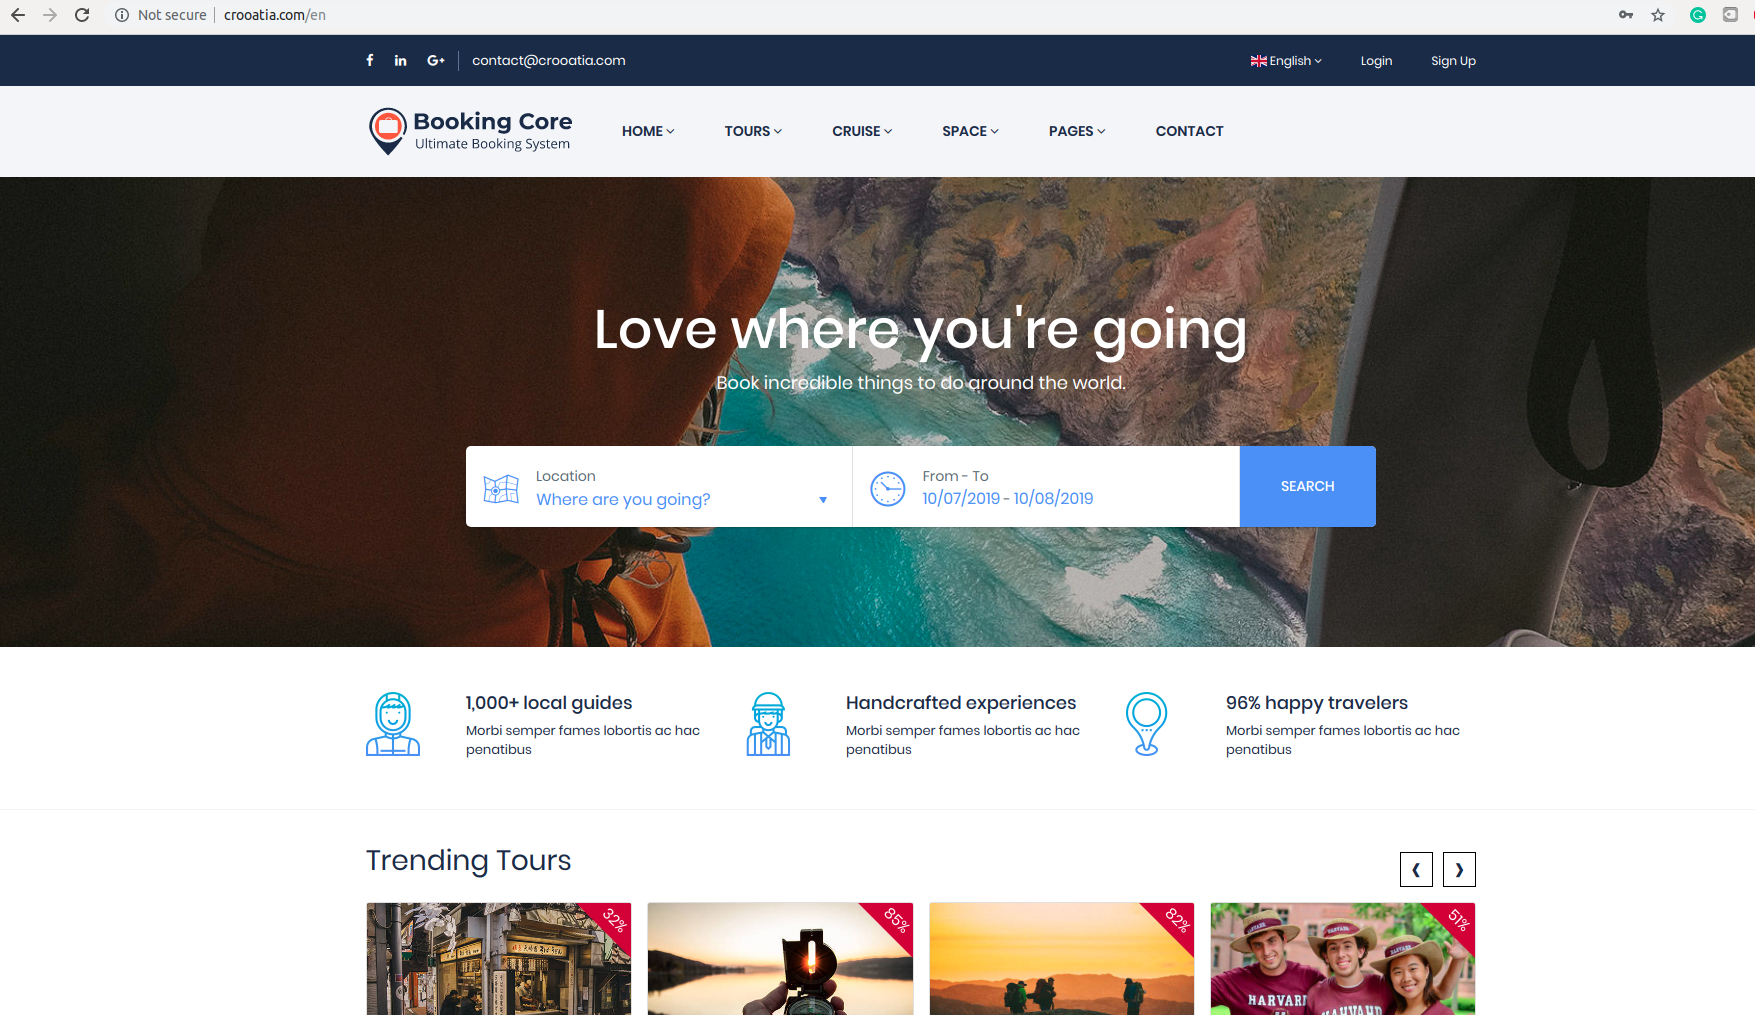 Not secure | crooatia.com/en
contact@crooatia.com
English
Login
Sign Up
Booking Core
Ultimate Booking System
HOME
TOURS
CRUISE
SPACE
PAGES
CONTACT
Love where you're going
Book incredible things to do around the world.
Location
Where are you going?
From - To
10/07/2019 - 10/08/2019
SEARCH
1,000+ local guides
Morbi semper fames lobortis ac hac
penatibus
Handcrafted experiences
Morbi semper fames lobortis ac hac
penatibus
96% happy travelers
Morbi semper fames lobortis ac hac
penatibus
Trending Tours
32%
85%
82%
51%
HARVARD